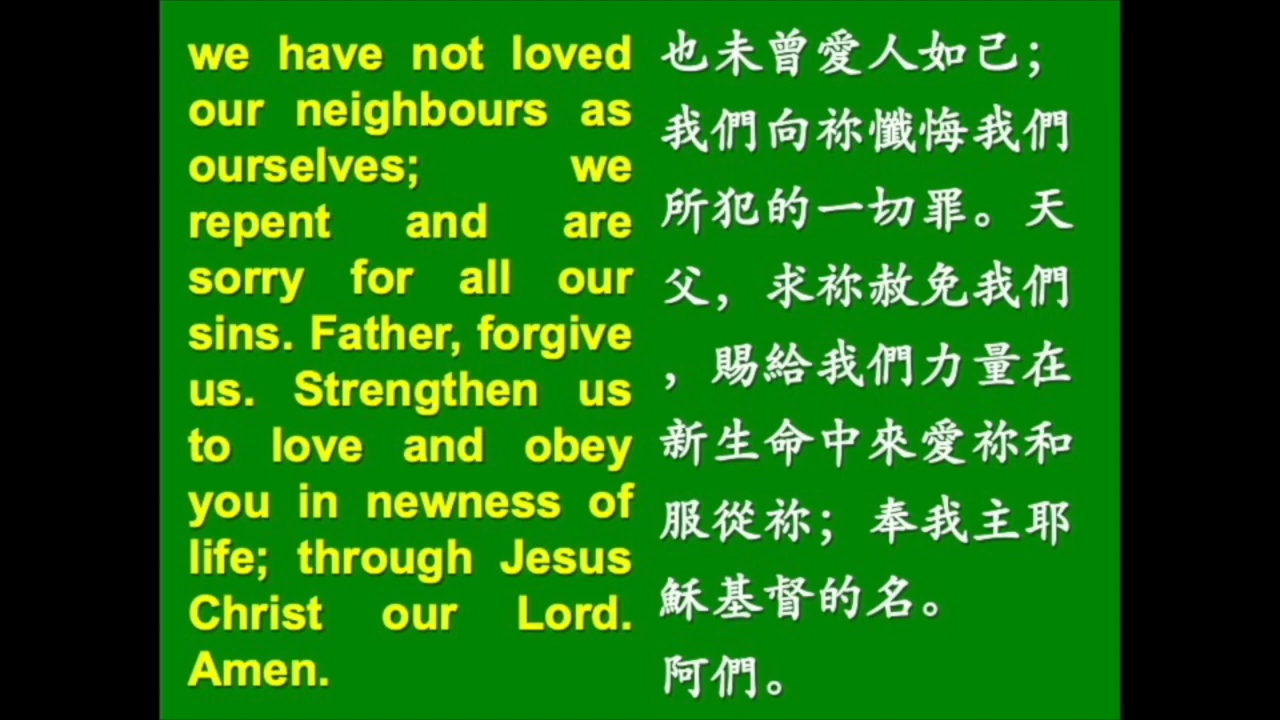 we have not loved
our neighbours as
ourselves; we
repent and are
sorry for all our
sins. Father, forgive
us. Strengthen us
to love and obey
you in newness of
life; through Jesus
Christ our Lord.
Amen.
也未曾愛人如己；
我們向祢懺悔我們
所犯的一切罪。天
父，求祢赦免我們
，賜給我們力量在
新生命中來愛祢和
服從祢；奉我主耶
穌基督的名。
阿們。